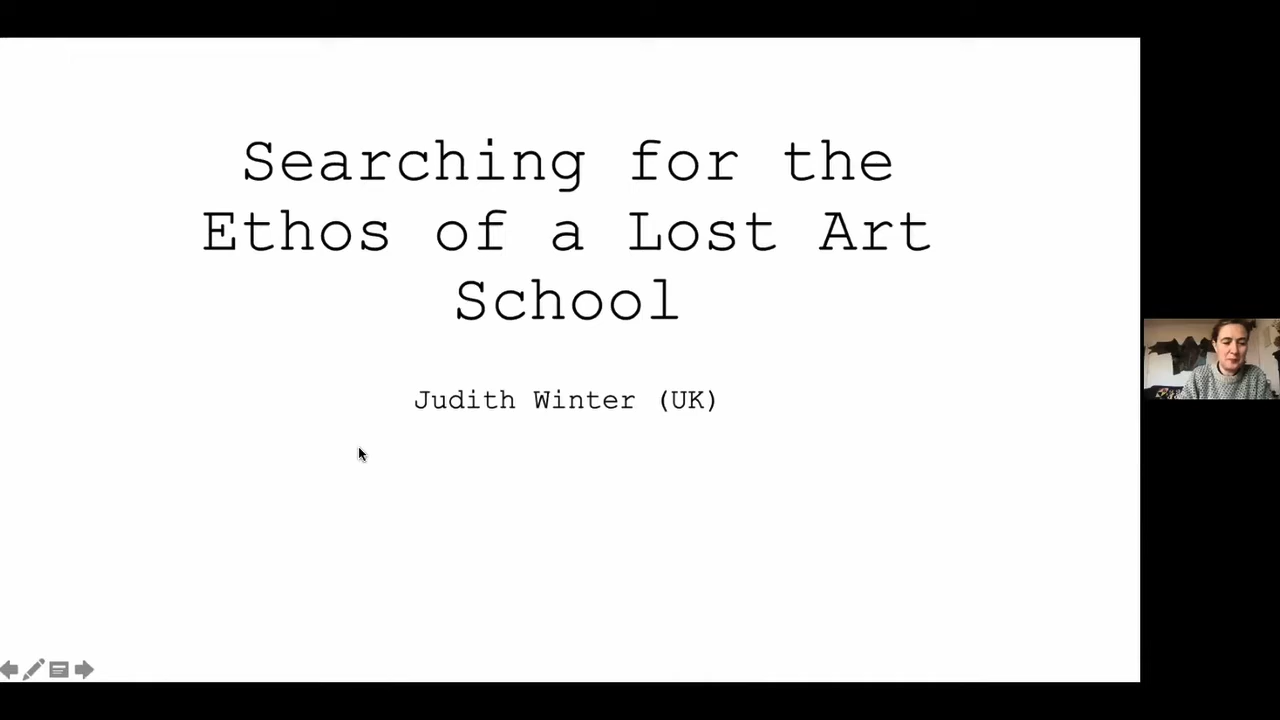 Searching for the
Ethos of a Lost Art
School
Judith Winter (UK)